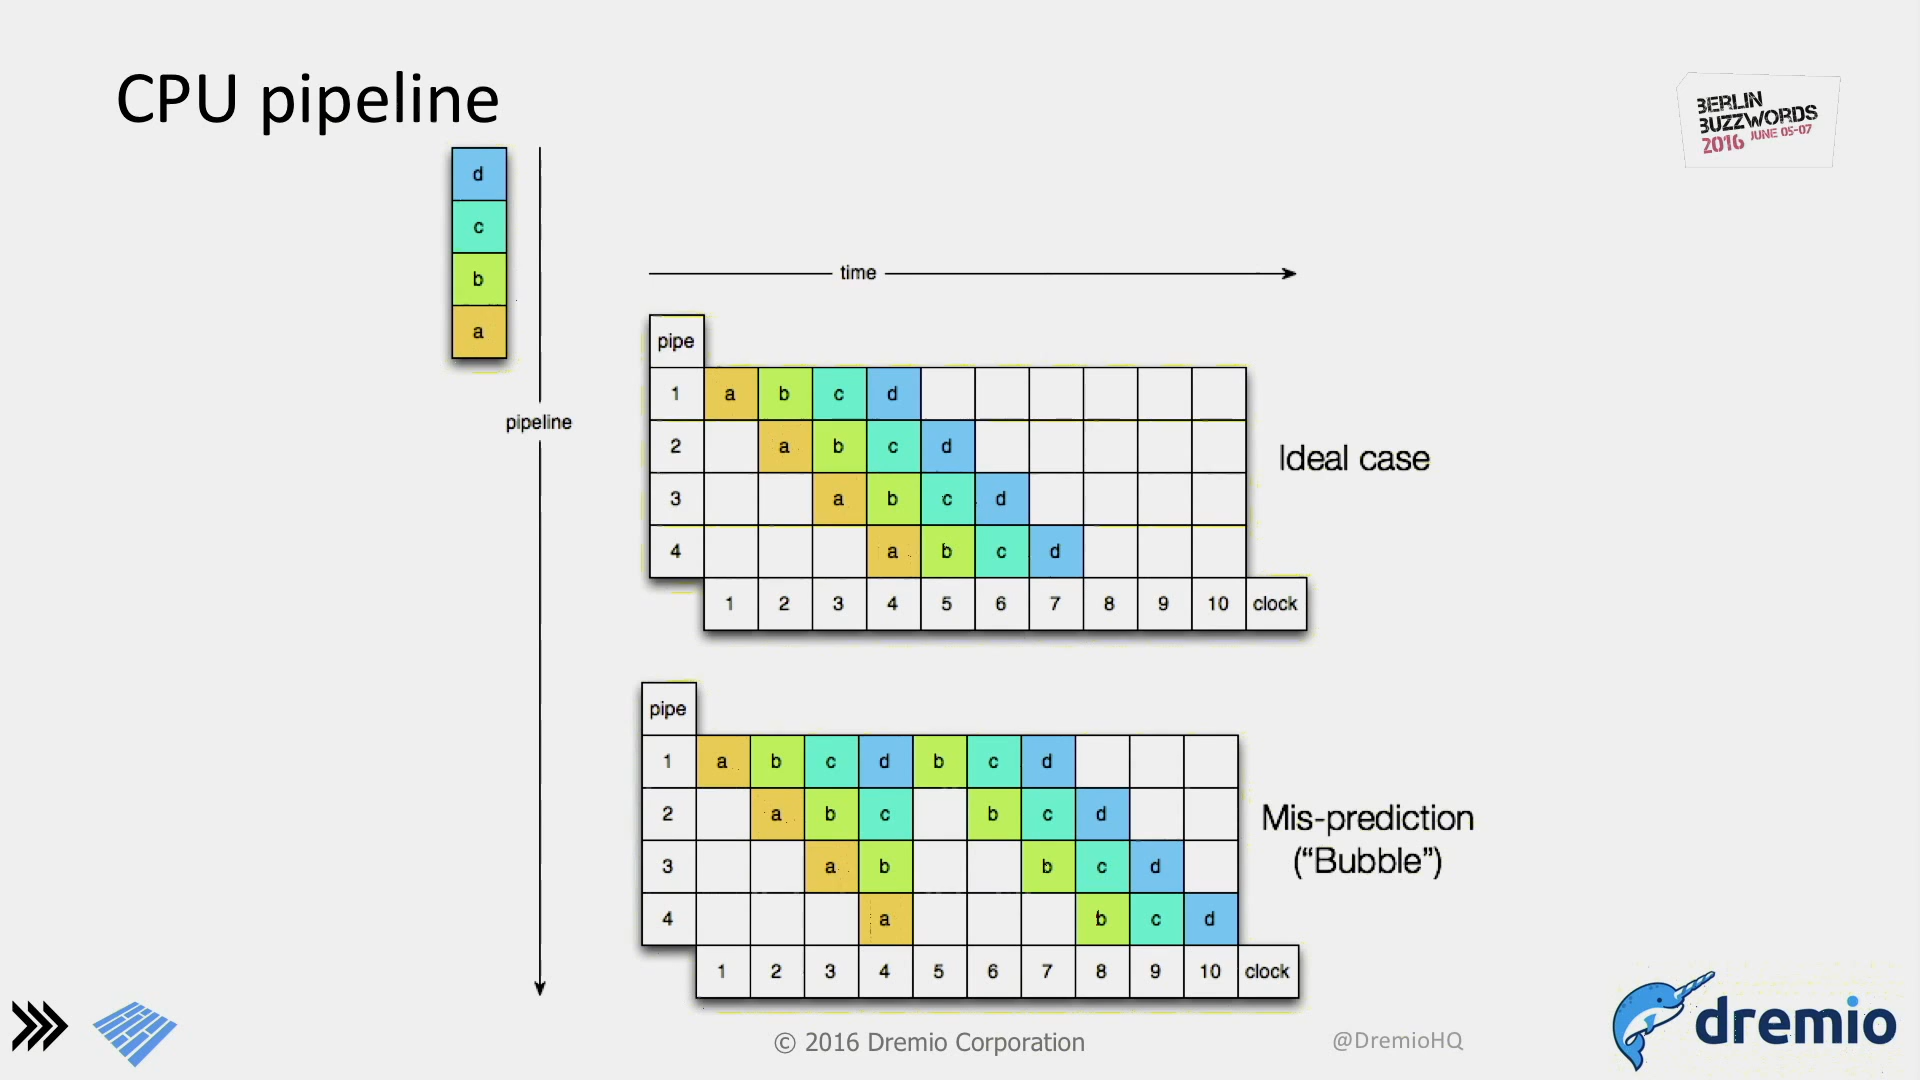 CPU pipeline
BERLIN
BUZZWORDS
2016 JUNE 05-07
d
c
b
a
pipeline
time
pipe
1 a b c d
2 a b c d
3 a b c d
4 a b c d
1 2 3 4 5 6 7 8 9 10 clock
Ideal case
pipe
1 a b c d b c d
2 a b c b c d
3 a b b c d
4 a b c d
1 2 3 4 5 6 7 8 9 10 clock
Mis-prediction
(“Bubble”)
© 2016 Dremio Corporation
@DremioHQ
dremio